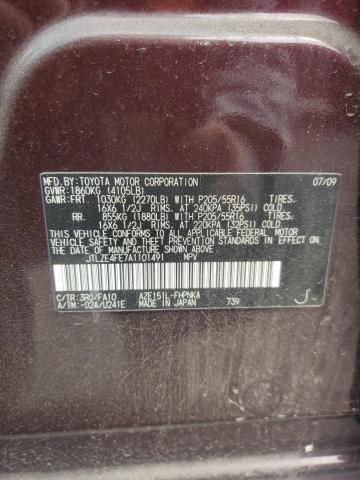 MFD.BY:TOYOTA MOTOR CORPORATION 07/09
GVWR:1860KG (4105LB)
GAWR:FRT. 1030KG (2270LB) WITH P205/55R16 TIRES.
16X6 1/2J RIMS. AT 240KPA (35PSI) COLD.
RR. 855KG (1880LB) WITH P205/55R16 TIRES.
16X6 1/2J RIMS. AT 220KPA (32PSI) COLD.
THIS VEHICLE CONFORMS TO ALL APPLICABLE FEDERAL MOTOR
VEHICLE SAFETY, BUMPER, AND THEFT PREVENTION STANDARDS
IN EFFECT ON THE DATE OF MANUFACTURE SHOWN ABOVE.
JTLZE4FE7A1101491 MPV
C/TR:3R0/FA10 AZE151L-FHPNKA
A/TM:-02A/U241E MADE IN JAPAN 739